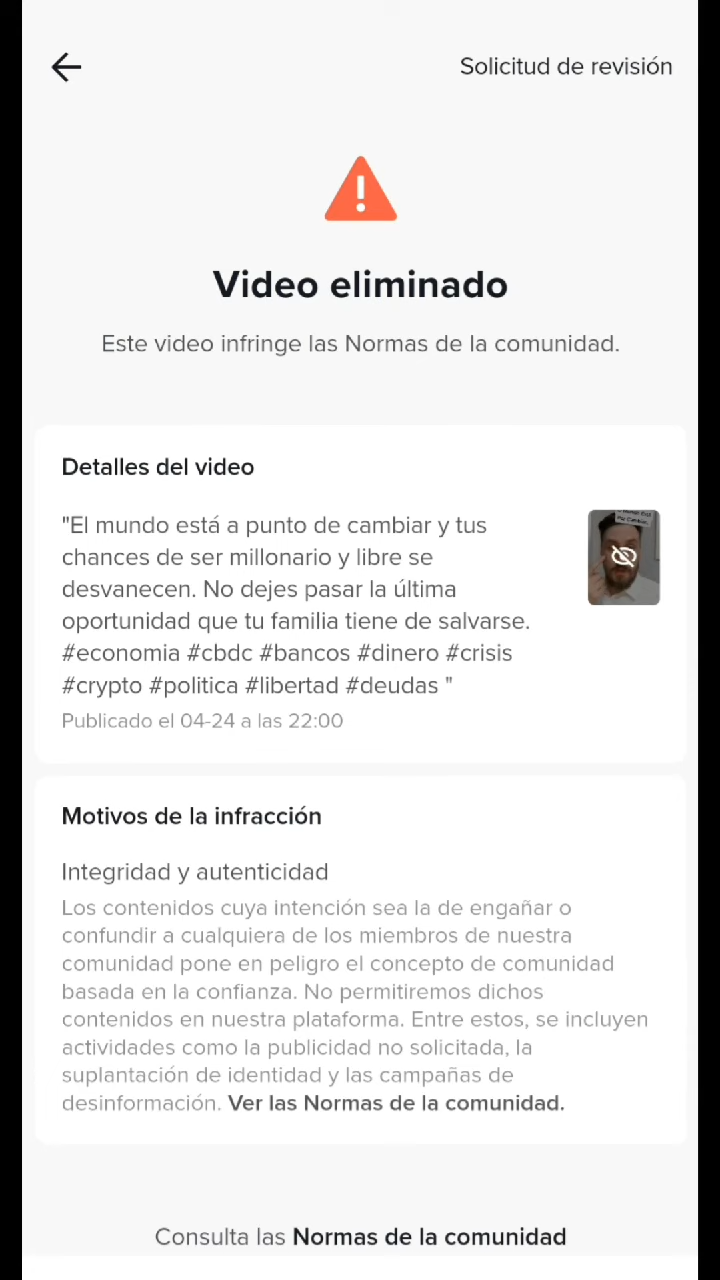 Solicitud de revisión
Video eliminado
Este video infringe las Normas de la comunidad.
Detalles del video
"El mundo está a punto de cambiar y tus
chances de ser millonario y libre se
desvanecen. No dejes pasar la última
oportunidad que tu familia tiene de salvarse.
#economia #cbdc #bancos #dinero #crisis
#crypto #politica #libertad #deudas "
Publicado el 04-24 a las 22:00
Motivos de la infracción
Integridad y autenticidad
Los contenidos cuya intención sea la de engañar o
confundir a cualquiera de los miembros de nuestra
comunidad pone en peligro el concepto de comunidad
basada en la confianza. No permitiremos dichos
contenidos en nuestra plataforma. Entre estos, se incluyen
actividades como la publicidad no solicitada, la
suplantación de identidad y las campañas de
desinformación. Ver las Normas de la comunidad.
Consulta las Normas de la comunidad